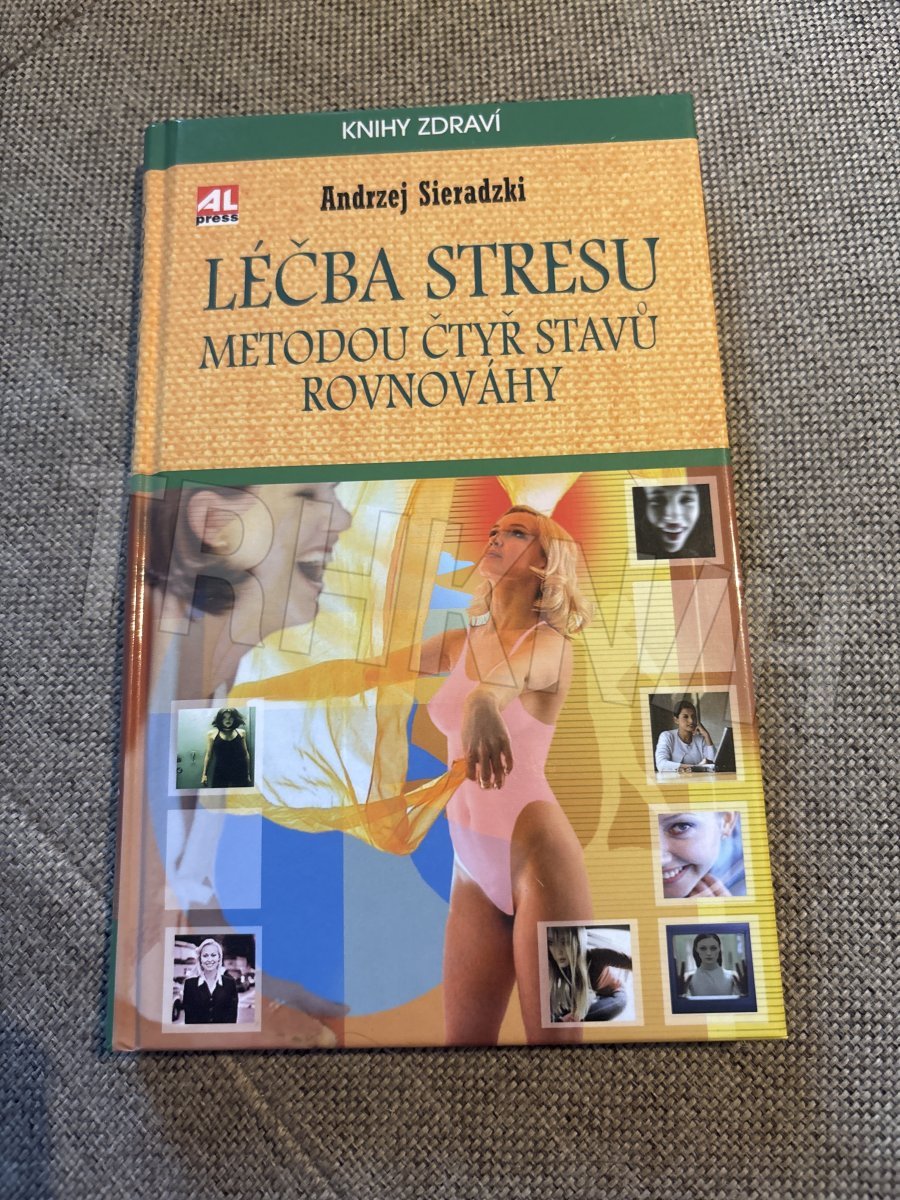 KNIHY ZDRAVÍ
AL
press
Andrzej Sieradzki
LÉČBA STRESU
METODOU ČTYŘ STAVŮ
ROVNOVÁHY